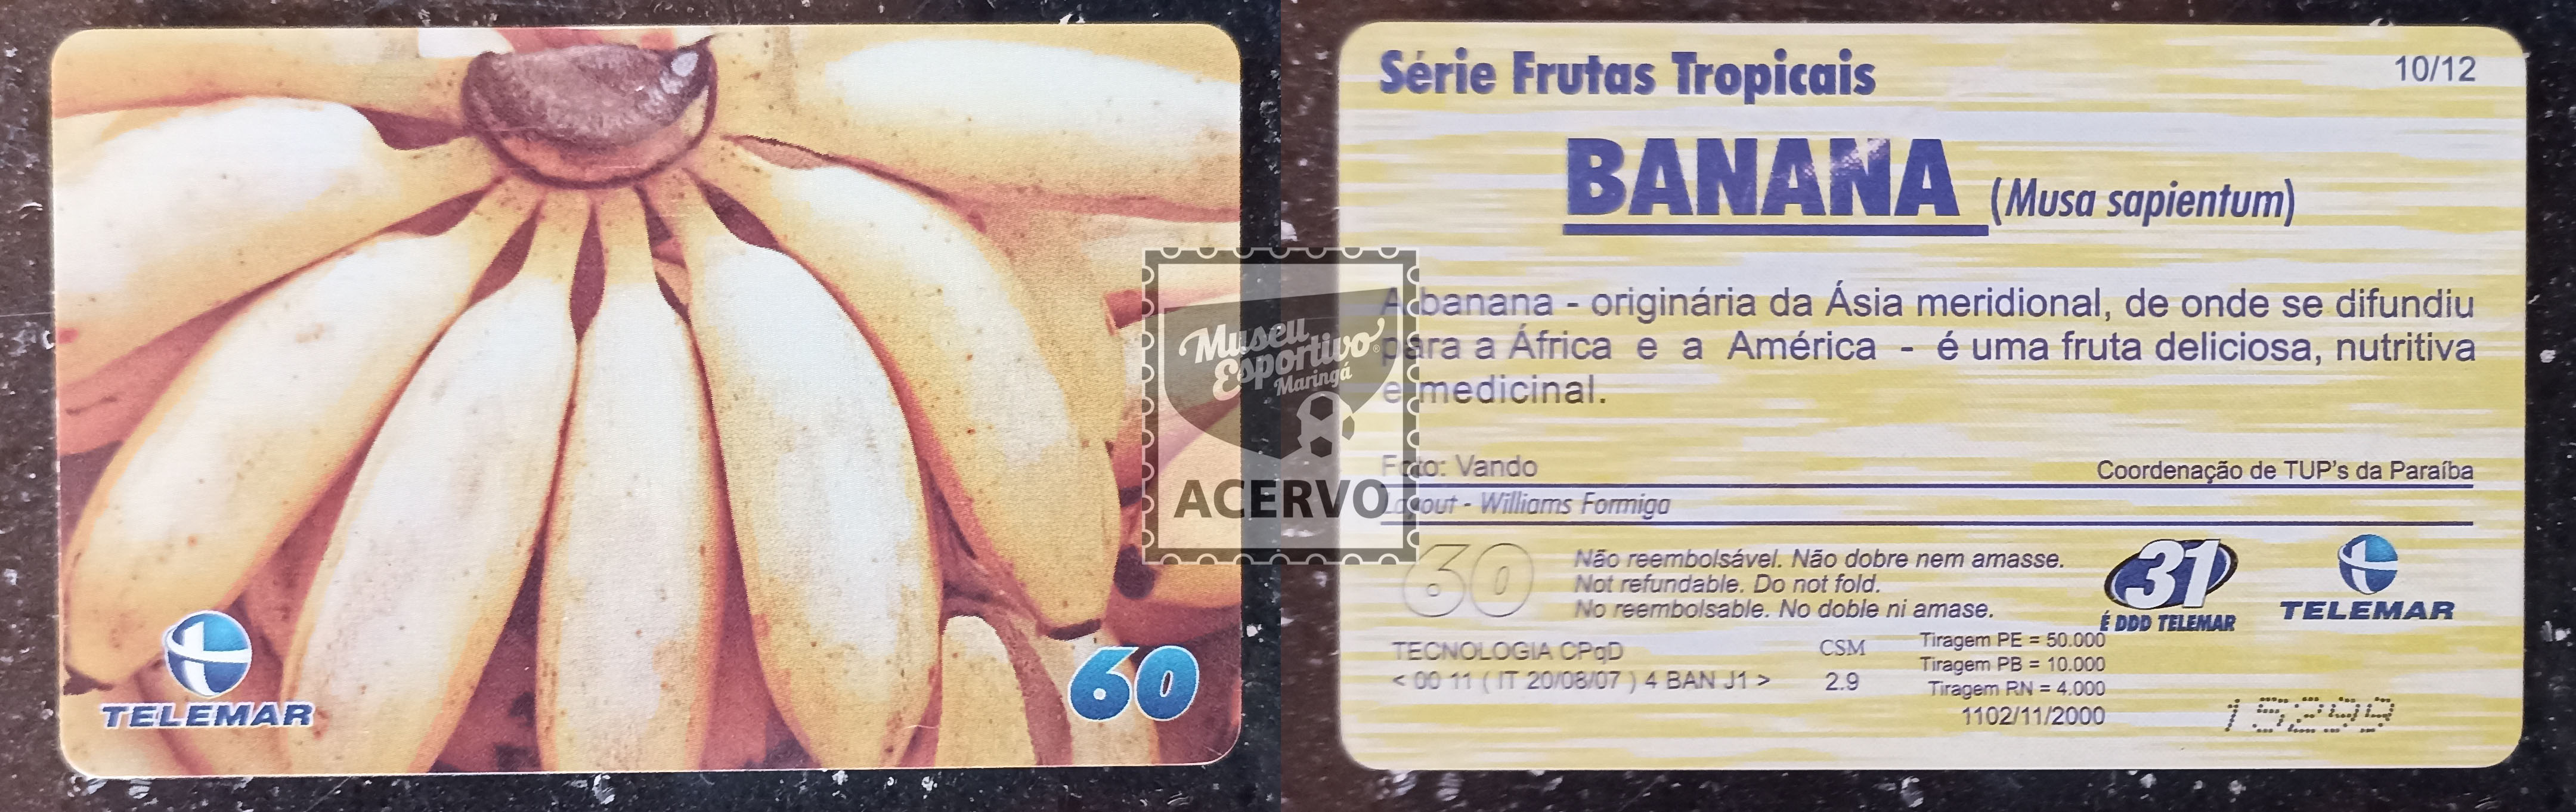 TELEMAR
60
Série Frutas Tropicais
10/12
BANANA (Musa sapientum)
A banana - originária da Ásia meridional, de onde se difundiu
para a África e a América - é uma fruta deliciosa, nutritiva
e medicinal.
Foto: Vando
Coordenação de TUP's da Paraíba
Layout - Williams Formiga
60
Não reembolsável. Não dobre nem amasse.
Not refundable. Do not fold.
No reembolsable. No doble ni amase.
31
É DDD TELEMAR
TELEMAR
TECNOLOGIA CPqD
< 00 11 ( IT 20/08/07 ) 4 BAN J1 >
CSM
2.9
Tiragem PE = 50.000
Tiragem PB = 10.000
Tiragem RN = 4.000
1102/11/2000
15299
Museu
Esportivo®
Maringá
ACERVO